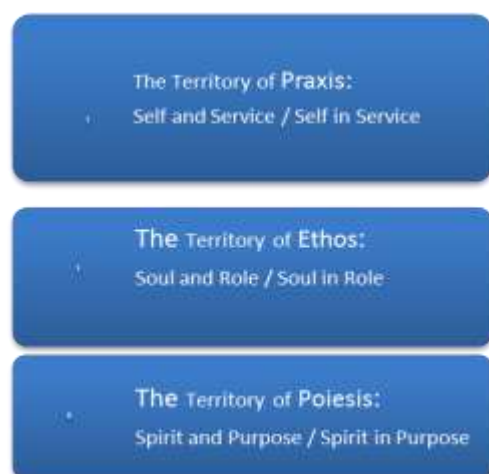 The Territory of Praxis:
Self and Service / Self in Service
The Territory of Ethos:
Soul and Role / Soul in Role
The Territory of Poiesis:
Spirit and Purpose / Spirit in Purpose